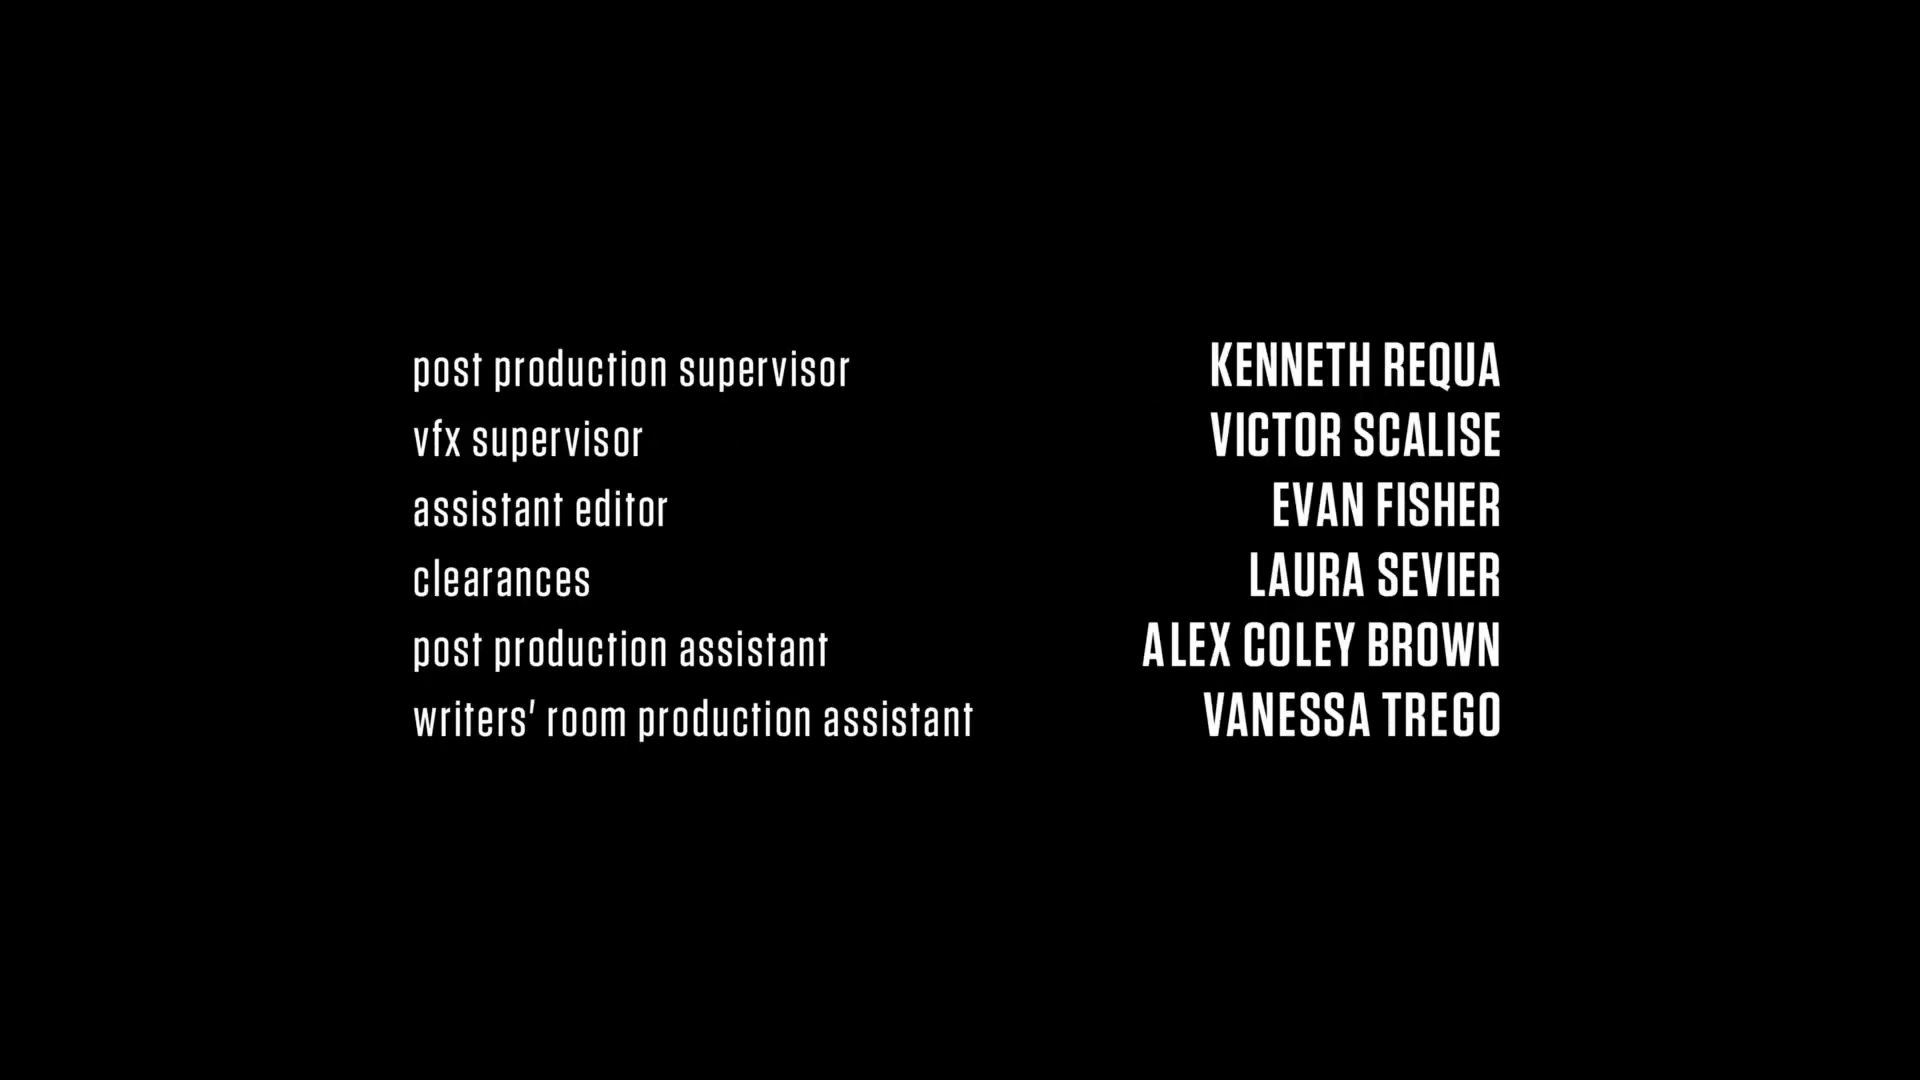 post production supervisor KENNETH REQUA
vfx supervisor VICTOR SCALISE
assistant editor EVAN FISHER
clearances LAURA SEVIER
post production assistant ALEX COLEY BROWN
writers' room production assistant VANESSA TREGO